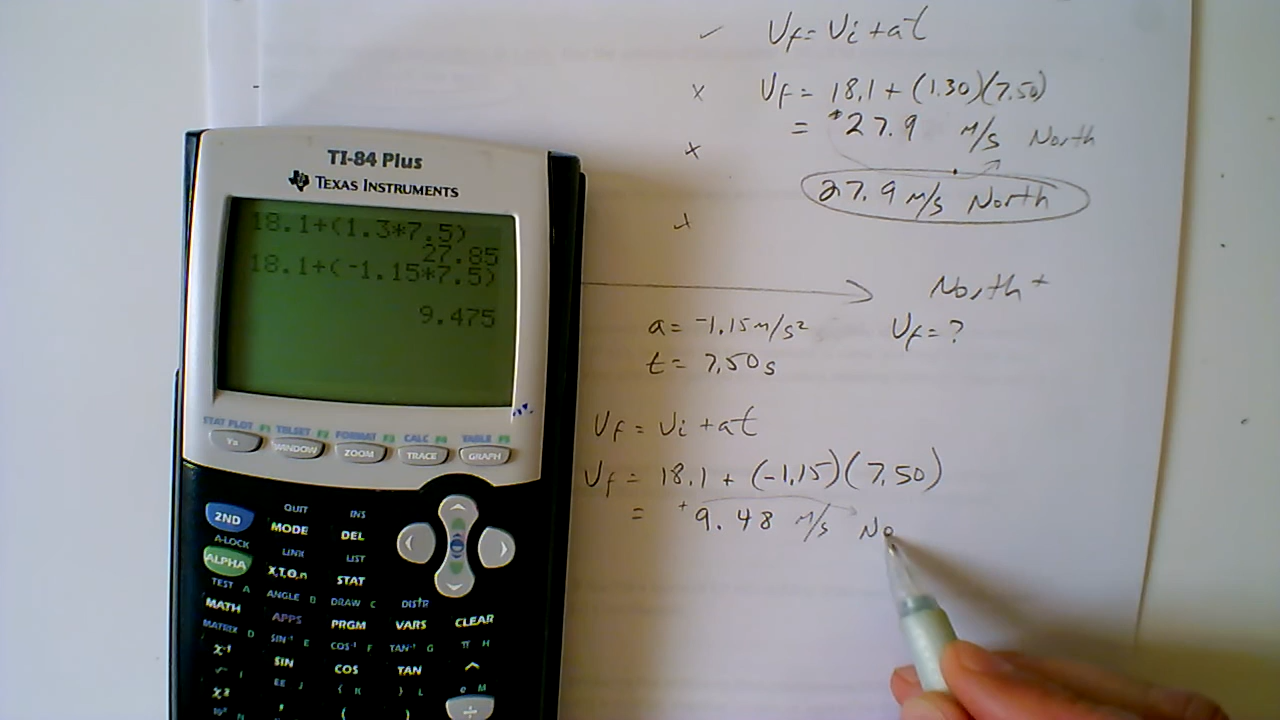 ✓ Vf = Vi + at
x Vf = 18.1 + (1.30)(7.50)
= +27.9 m/s North
x
27.9 m/s North
x
North +
a = -1.15 m/s² Vf = ?
t = 7.50 s
Vf = Vi + at
Vf = 18.1 + (-1.15)(7.50)
= +9.48 m/s No
TI-84 Plus
TEXAS INSTRUMENTS
18.1+(1.3*7.5)
27.85
18.1+(-1.15*7.5)
9.475
STAT PLOT F1 TBLSET F2 FORMAT F3 CALC F4 TABLE F5
Y= WINDOW ZOOM TRACE GRAPH
QUIT INS
2ND MODE DEL
A-LOCK LINK LIST
ALPHA X,T,Θ,n STAT
TEST A ANGLE B DRAW C DISTR
MATH APPS PRGM VARS CLEAR
MATRIX D SIN⁻¹ E COS⁻¹ F TAN⁻¹ G π H
x⁻¹ SIN COS TAN ^
√ I EE J { K } L e M
x² , ( ) ÷